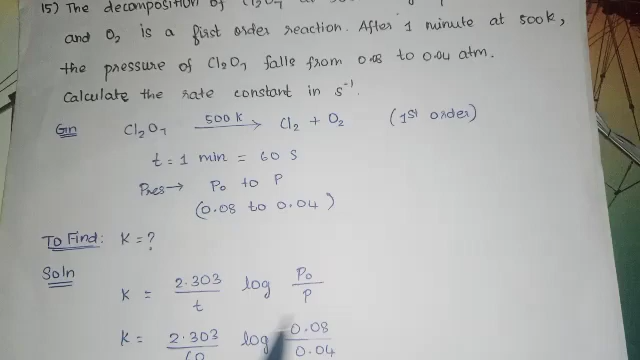 15) The decomposition of Cl₂O₇ at 500
and O₂ is a first order reaction. After 1 minute at 500k,
the pressure of Cl₂O₇ falls from 0.08 to 0.04 atm.
Calculate the rate constant in s⁻¹.
Gn Cl₂O₇ 500 k → Cl₂ + O₂ (1st order)
t = 1 min = 60 s
Pres→ P₀ to P
(0.08 to 0.04)
To Find: K = ?
Soln
K = 2.303/t log P₀/P
K = 2.303/60 log 0.08/0.04